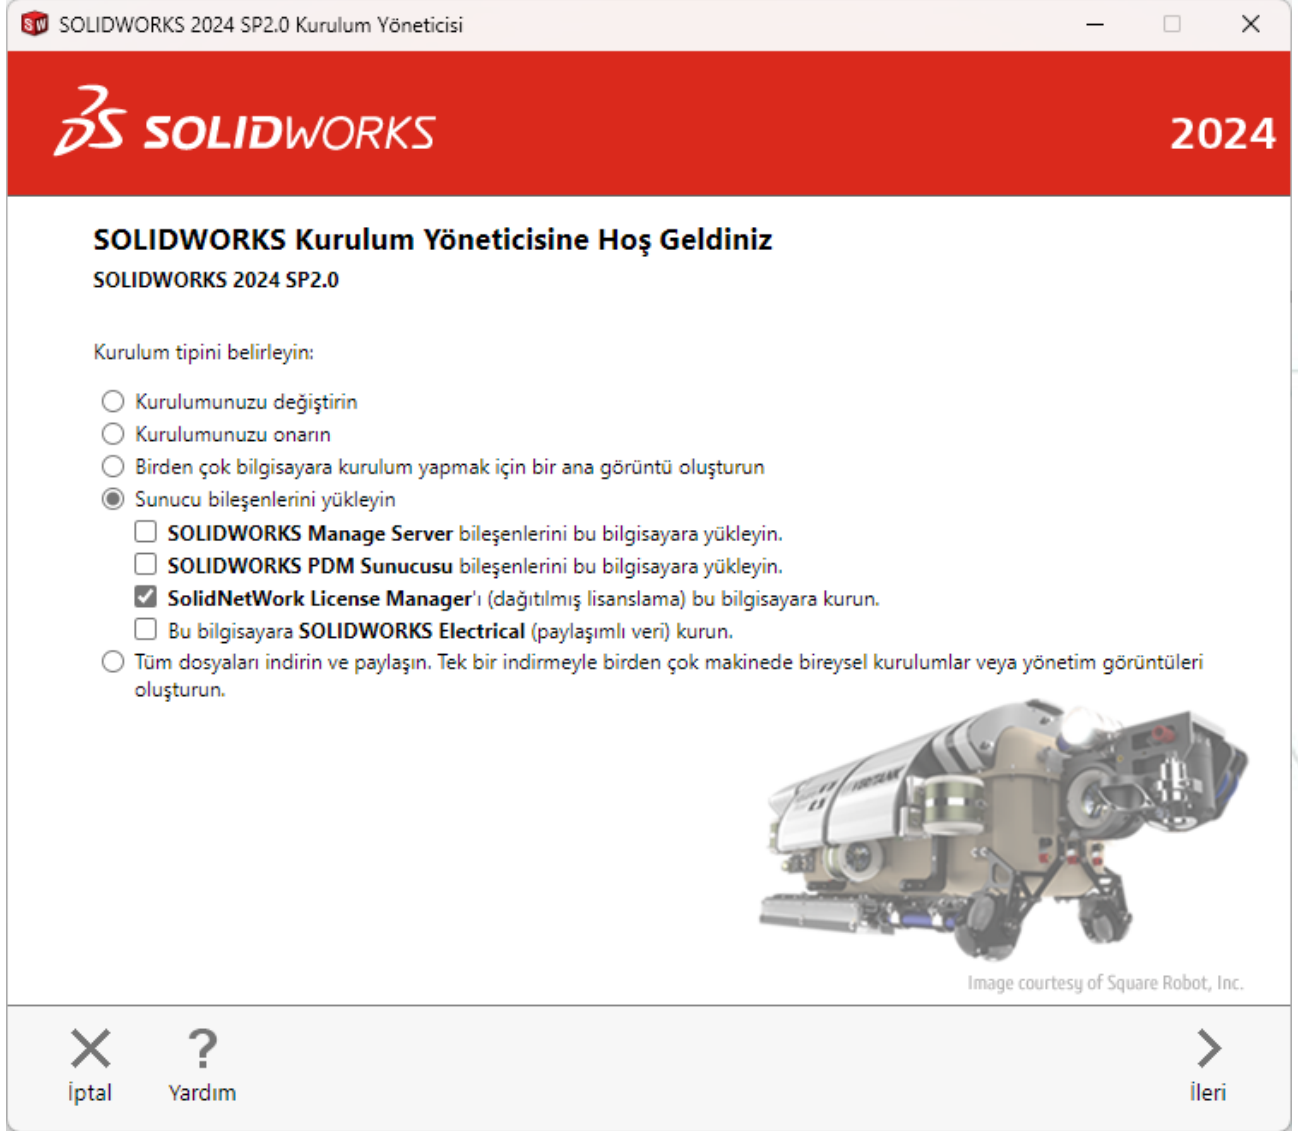 SOLIDWORKS 2024 SP2.0 Kurulum Yöneticisi
SOLIDWORKS
2024
SOLIDWORKS Kurulum Yöneticisine Hoş Geldiniz
SOLIDWORKS 2024 SP2.0
Kurulum tipini belirleyin:
Kurulumunuzu değiştirin
Kurulumunuzu onarın
Birden çok bilgisayara kurulum yapmak için bir ana görüntü oluşturun
Sunucu bileşenlerini yükleyin
SOLIDWORKS Manage Server bileşenlerini bu bilgisayara yükleyin.
SOLIDWORKS PDM Sunucusu bileşenlerini bu bilgisayara yükleyin.
SolidNetWork License Manager'ı (dağıtılmış lisanslama) bu bilgisayara kurun.
Bu bilgisayara SOLIDWORKS Electrical (paylaşımlı veri) kurun.
Tüm dosyaları indirin ve paylaşın. Tek bir indirmeyle birden çok makinede bireysel kurulumlar veya yönetim görüntüleri
oluşturun.
Image courtesy of Square Robot, Inc.
İptal
Yardım
İleri